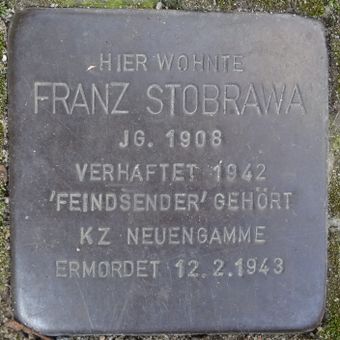 HIER WOHNTE
FRANZ STOBRAWA
JG. 1908
VERHAFTET 1942
'FEINDSENDER' GEHÖRT
KZ NEUENGAMME
ERMORDET 12.2.1943